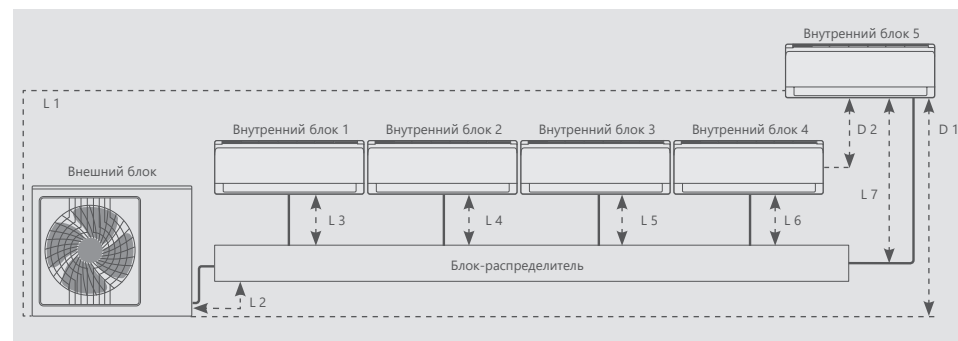 Внутренний блок 5
L 1
D 2
D 1
Внутренний блок 1
Внутренний блок 2
Внутренний блок 3
Внутренний блок 4
Внешний блок
L 7
L 3
L 4
L 5
L 6
Блок-распределитель
L 2